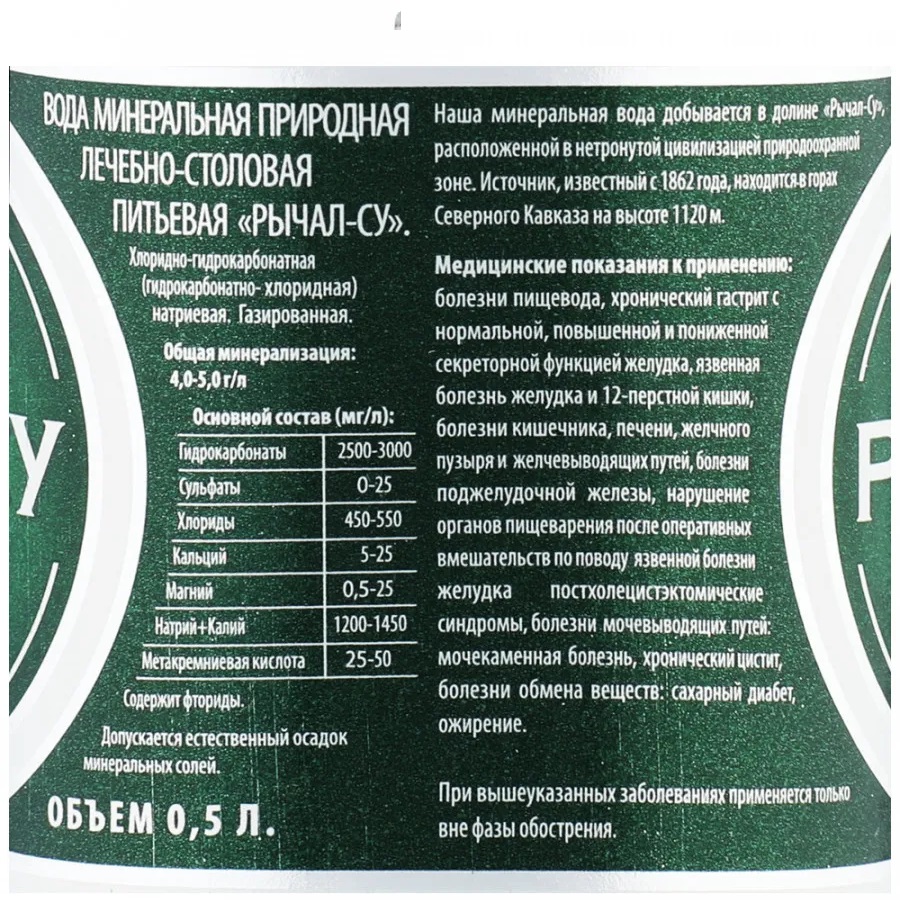 ВОДА МИНЕРАЛЬНАЯ ПРИРОДНАЯ
ЛЕЧЕБНО-СТОЛОВАЯ
ПИТЬЕВАЯ «РЫЧАЛ-СУ».
Хлоридно-гидрокарбонатная
(гидрокарбонатно- хлоридная)
натриевая. Газированная.
Общая минерализация:
4,0-5,0 г/л
Основной состав (мг/л):
Гидрокарбонаты 2500-3000
Сульфаты 0-25
Хлориды 450-550
Кальций 5-25
Магний 0,5-25
Натрий+Калий 1200-1450
Метакремниевая кислота 25-50
Содержит фториды.
Допускается естественный осадок
минеральных солей.
ОБЪЕМ 0,5 Л.
Наша минеральная вода добывается в долине «Рычал-Су»,
расположенной в нетронутой цивилизацией природоохранной
зоне. Источник, известный с 1862 года, находится в горах
Северного Кавказа на высоте 1120 м.
Медицинские показания к применению:
болезни пищевода, хронический гастрит с
нормальной, повышенной и пониженной
секреторной функцией желудка, язвенная
болезнь желудка и 12-перстной кишки,
болезни кишечника, печени, желчного
пузыря и желчевыводящих путей, болезни
поджелудочной железы, нарушение
органов пищеварения после оперативных
вмешательств по поводу язвенной болезни
желудка постхолецистэктомические
синдромы, болезни мочевыводящих путей:
мочекаменная болезнь, хронический цистит,
болезни обмена веществ: сахарный диабет,
ожирение.
При вышеуказанных заболеваниях применяется только
вне фазы обострения.
У
Р